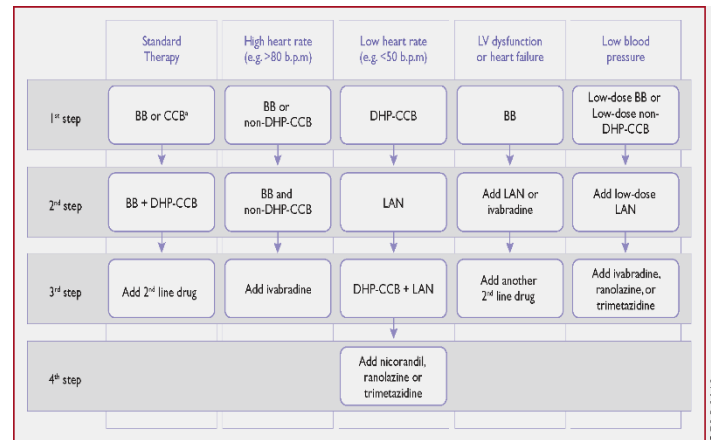 Standard
Therapy
High heart rate
(e.g. >80 b.p.m)
Low heart rate
(e.g. <50 b.p.m)
LV dysfunction
or heart failure
Low blood
pressure
1st step
BB or CCBa
BB or
non-DHP-CCB
DHP-CCB
BB
Low-dose BB or
Low-dose non-
DHP-CCB
2nd step
BB + DHP-CCB
BB and
non-DHP-CCB
LAN
Add LAN or
ivabradine
Add low-dose
LAN
3rd step
Add 2nd line drug
Add ivabradine
DHP-CCB + LAN
Add another
2nd line drug
Add ivabradine,
ranolazine, or
trimetazidine
4th step
Add nicorandil,
ranolazine or
trimetazidine